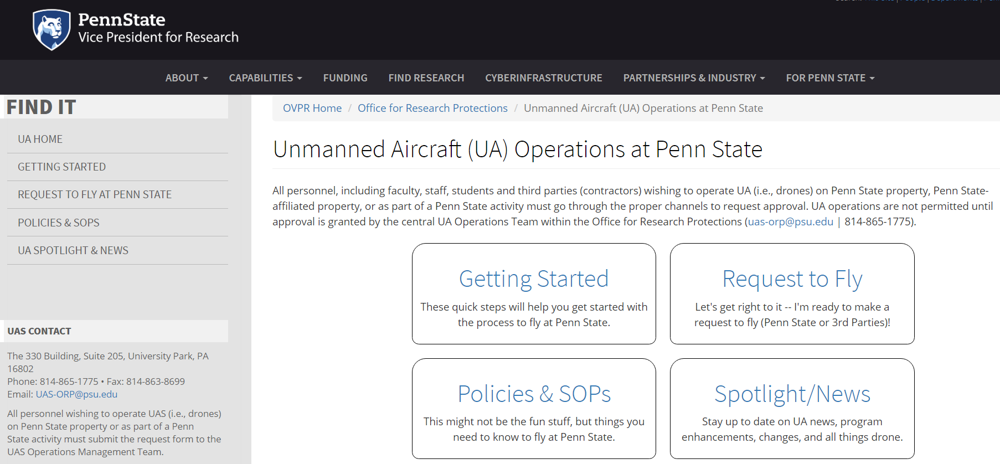 PennState
Vice President for Research
ABOUT
CAPABILITIES
FUNDING
FIND RESEARCH
CYBERINFRASTRUCTURE
PARTNERSHIPS & INDUSTRY
FOR PENN STATE
FIND IT
UA HOME
GETTING STARTED
REQUEST TO FLY AT PENN STATE
POLICIES & SOPS
UA SPOTLIGHT & NEWS
UAS CONTACT
The 330 Building, Suite 205, University Park, PA
16802
Phone: 814-865-1775 • Fax: 814-863-8699
Email: UAS-ORP@psu.edu
All personnel wishing to operate UAS (i.e., drones)
on Penn State property or as part of a Penn
State activity must submit the request form to the
UAS Operations Management Team.
OVPR Home / Office for Research Protections / Unmanned Aircraft (UA) Operations at Penn State
Unmanned Aircraft (UA) Operations at Penn State
All personnel, including faculty, staff, students and third parties (contractors) wishing to operate UA (i.e., drones) on Penn State property, Penn State-
affiliated property, or as part of a Penn State activity must go through the proper channels to request approval. UA operations are not permitted until
approval is granted by the central UA Operations Team within the Office for Research Protections (uas-orp@psu.edu | 814-865-1775).
Getting Started
These quick steps will help you get started with
the process to fly at Penn State.
Request to Fly
Let's get right to it -- I'm ready to make a
request to fly (Penn State or 3rd Parties)!
Policies & SOPs
This might not be the fun stuff, but things you
need to know to fly at Penn State.
Spotlight/News
Stay up to date on UA news, program
enhancements, changes, and all things drone.